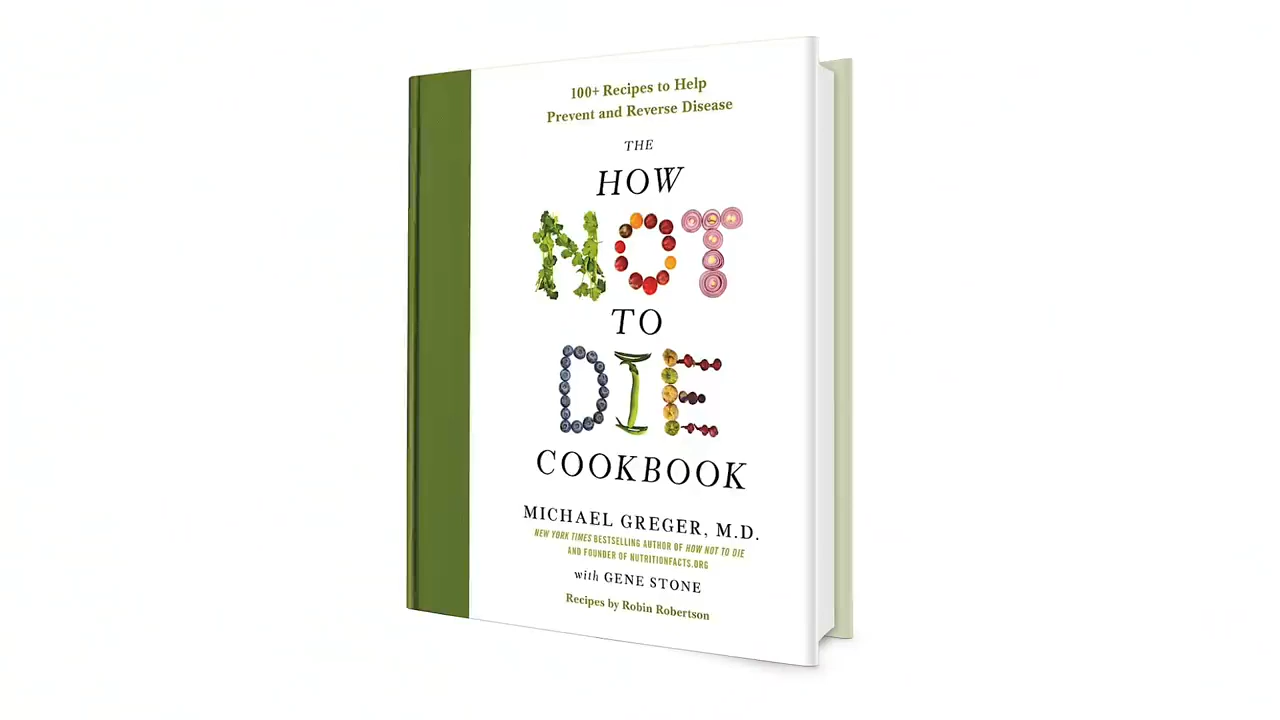 100+ Recipes to Help
Prevent and Reverse Disease
THE
HOW
NOT
TO
DIE
COOKBOOK
MICHAEL GREGER, M.D.
NEW YORK TIMES BESTSELLING AUTHOR OF HOW NOT TO DIE
AND FOUNDER OF NUTRITIONFACTS.ORG
with GENE STONE
Recipes by Robin Robertson